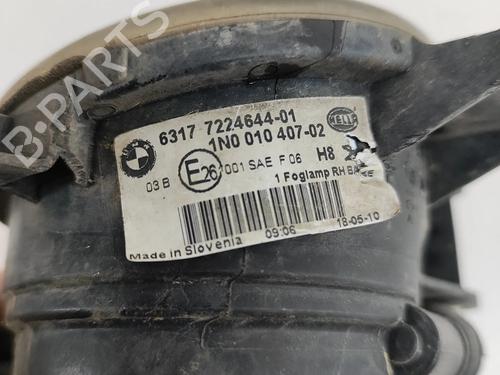 6317 7224644-01
1N0 010 407-02
HELLA
03 B
E26
001 SAE F 06
H8
1 Foglamp RH
09:06
18-05-10
Made in Slovenia
B-PARTS